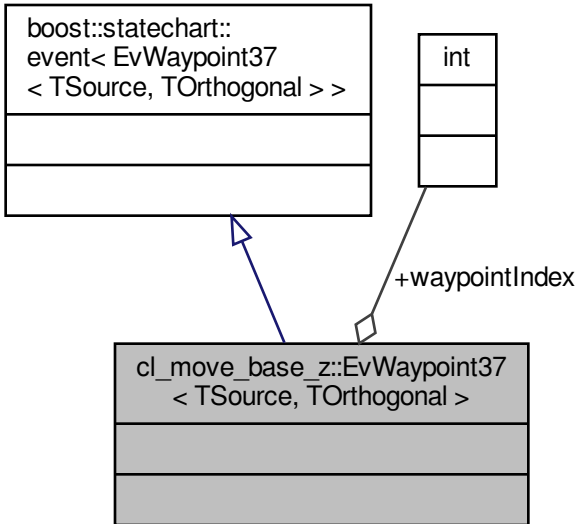 boost::statechart::
event< EvWaypoint37
< TSource, TOrthogonal > >
int
+waypointIndex
cl_move_base_z::EvWaypoint37
< TSource, TOrthogonal >